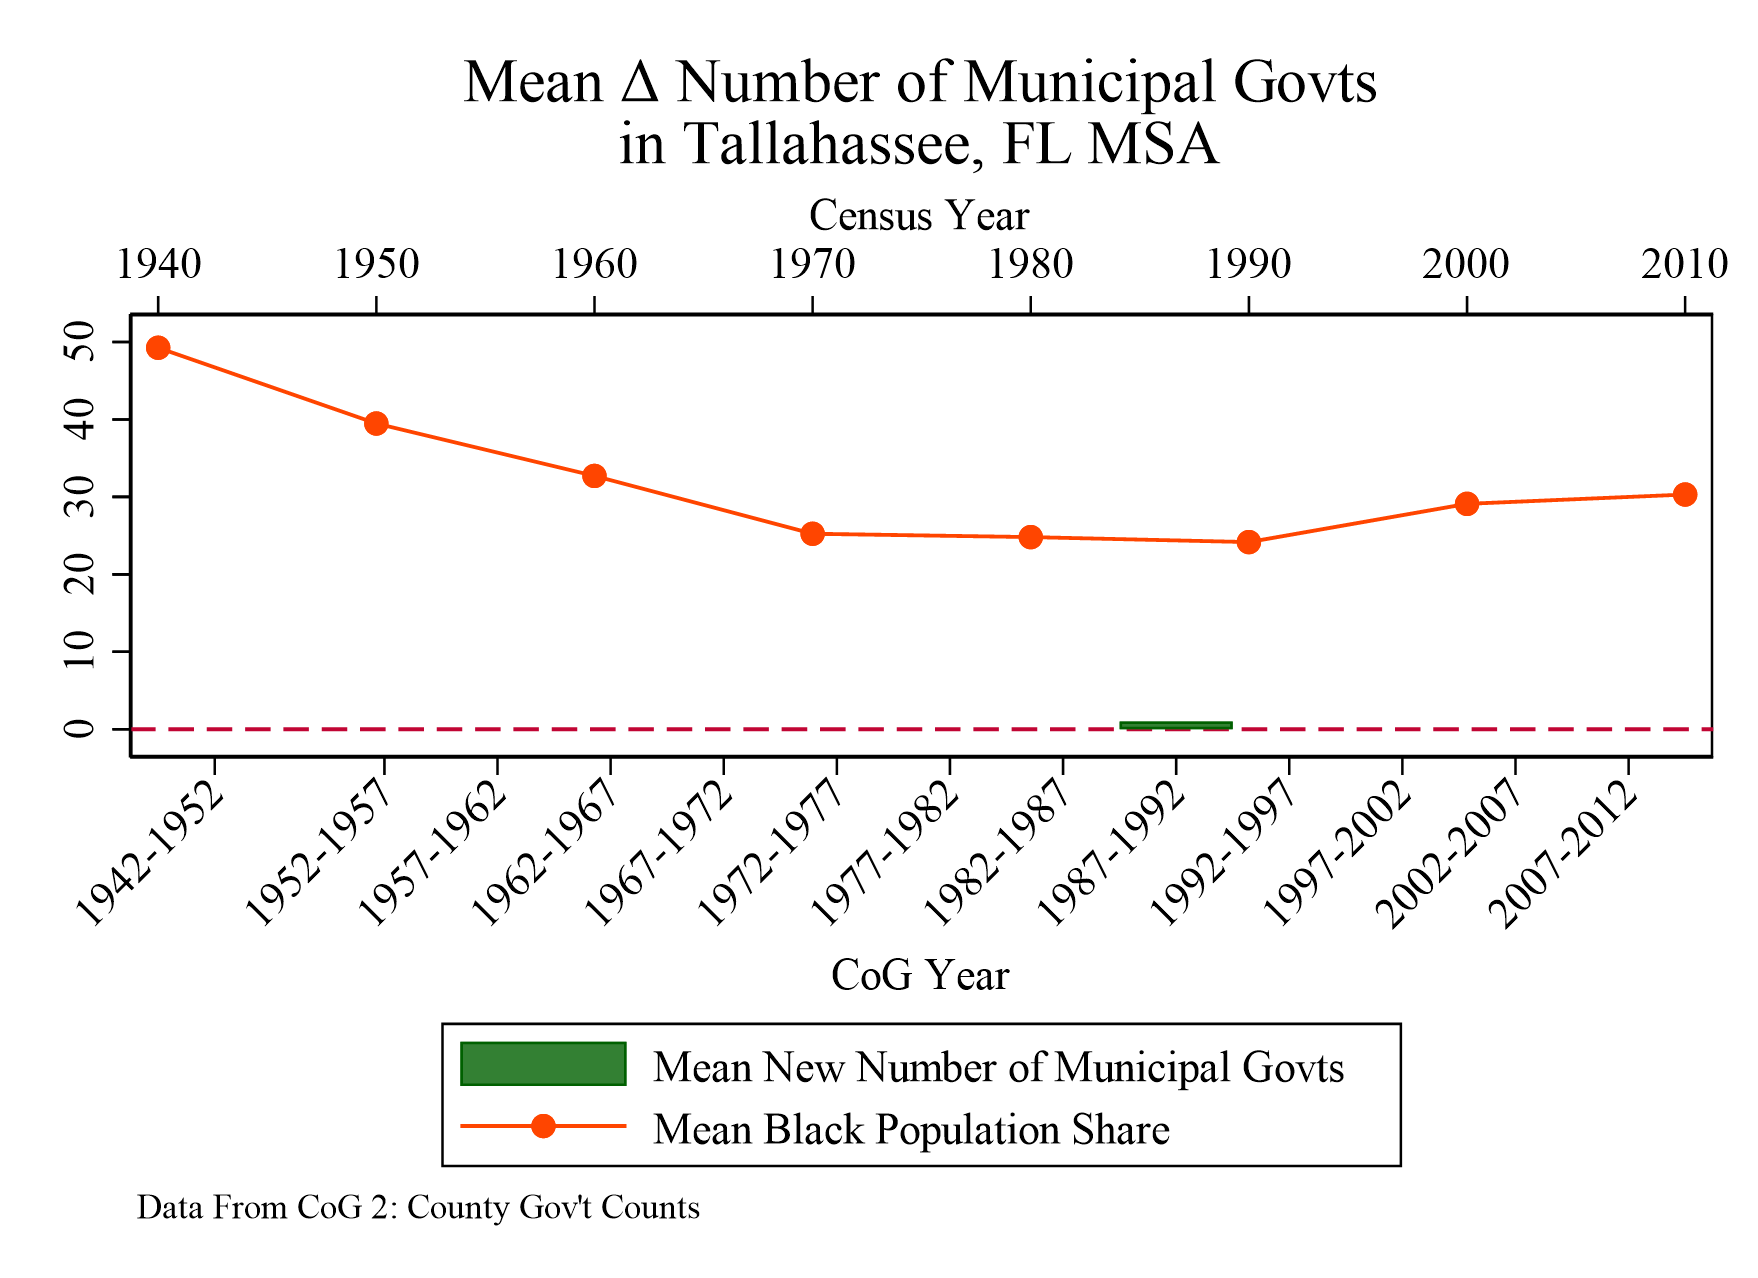 Mean Δ Number of Municipal Govts
in Tallahassee, FL MSA
Census Year
1940 1950 1960 1970 1980 1990 2000 2010
50
40
30
20
10
0
1942-1952 1952-1957 1957-1962 1962-1967 1967-1972 1972-1977 1977-1982 1982-1987 1987-1992 1992-1997 1997-2002 2002-2007 2007-2012
CoG Year
Mean New Number of Municipal Govts
Mean Black Population Share
Data From CoG 2: County Gov't Counts